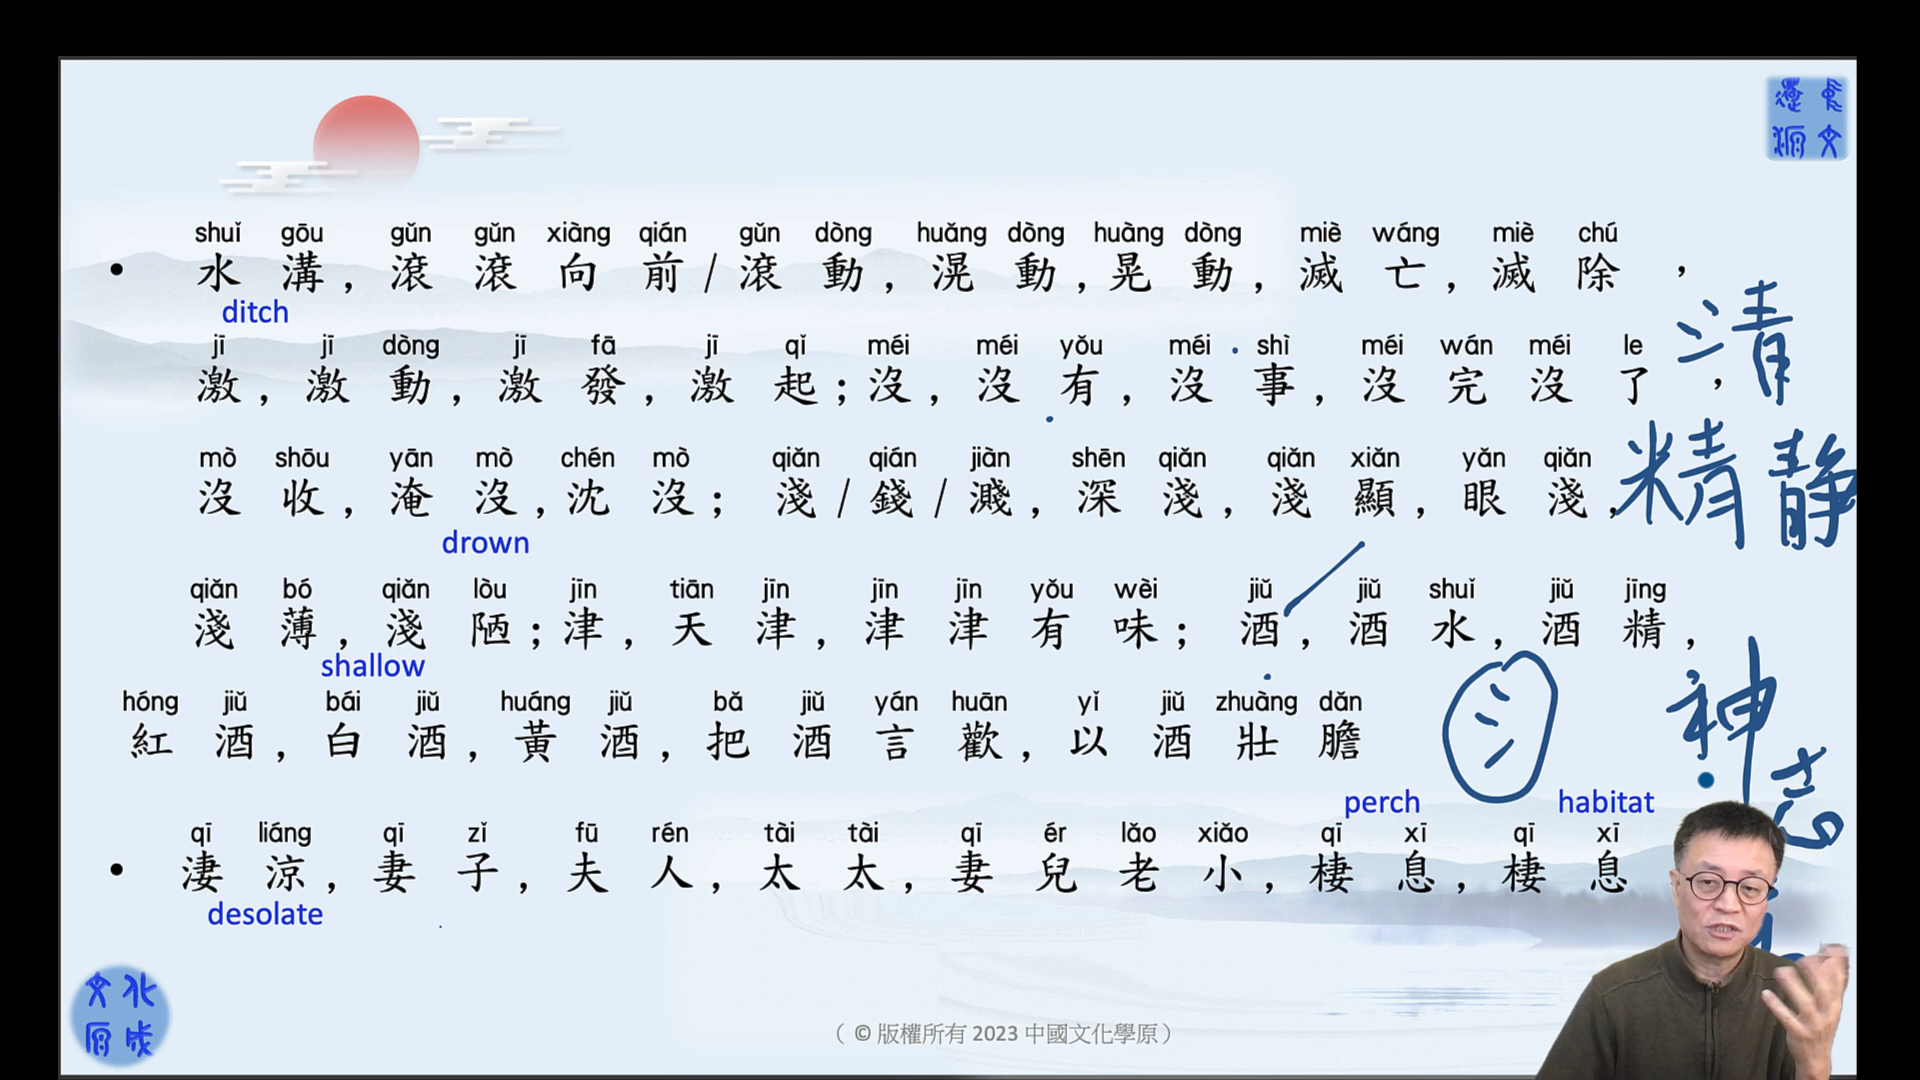 shuǐ gōu gǔn gǔn xiàng qián gǔn dòng huǎng dòng huàng dòng miè wáng miè chú
• 水溝，滾滾向前/滾動，滉動，晃動，滅亡，滅除，
ditch
jī jī dòng jī fā jī qǐ méi méi yǒu méi shì méi wán méi le
激，激動，激發，激起；沒，沒有，沒事，沒完沒了，
清
mò shōu yān mò chén mò qiǎn qián jiàn shēn qiǎn qiǎn xiǎn yǎn qiǎn
沒收，淹沒，沈沒；淺/錢/濺，深淺，淺顯，眼淺，
精 静
drown
qiǎn bó qiǎn lòu jīn tiān jīn jīn jīn yǒu wèi jiǔ jiǔ shuǐ jiǔ jīng
淺薄，淺陋；津，天津，津津有味；酒，酒水，酒精，
shallow
氵
神
志
hóng jiǔ bái jiǔ huáng jiǔ bǎ jiǔ yán huān yǐ jiǔ zhuàng dǎn
紅酒，白酒，黃酒，把酒言歡，以酒壯膽
perch habitat
qī liáng qī zǐ fū rén tài tài qī ér lǎo xiǎo qī xī qī xī
• 淒涼，妻子，夫人，太太，妻兒老小，棲息，棲息
desolate
（© 版權所有 2023 中國文化學原）